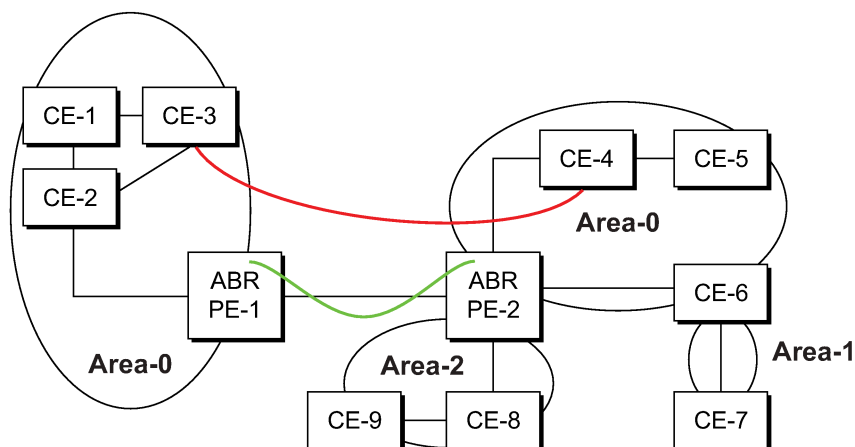 CE-1
CE-3
CE-2
ABR
PE-1
Area-0
CE-4
CE-5
Area-0
ABR
PE-2
CE-6
Area-2
Area-1
CE-9
CE-8
CE-7